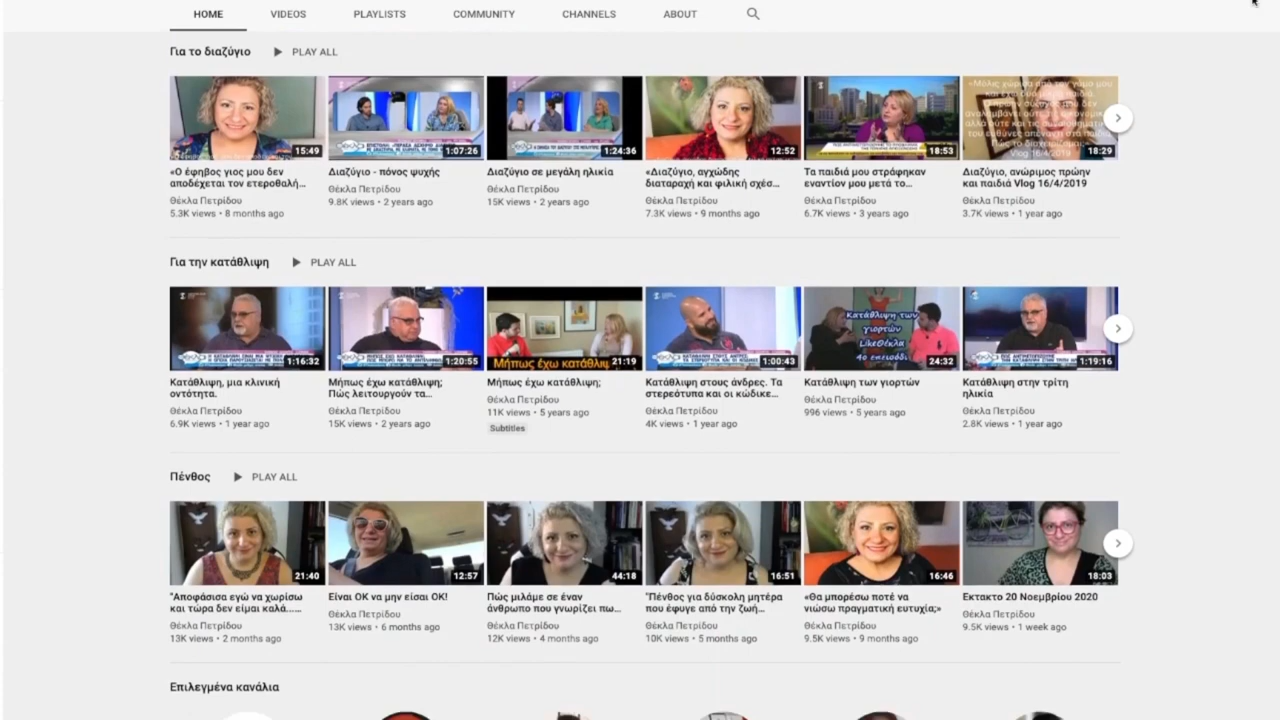 HOME VIDEOS PLAYLISTS COMMUNITY CHANNELS ABOUT
Για το διαζύγιο PLAY ALL
15:49
1:07:26
1:24:36
12:52
18:53
«Μόλις χώρισα από τον γάμο μου
18:29
Vlog 16/4/2019
«Ο έφηβος γιος μου δεν
αποδέχεται τον ετεροθαλή...
Θέκλα Πετρίδου
5.3K views • 8 months ago
Διαζύγιο - πόνος ψυχής
Θέκλα Πετρίδου
9.8K views • 2 years ago
Διαζύγιο σε μεγάλη ηλικία
Θέκλα Πετρίδου
15K views • 2 years ago
«Διαζύγιο, αγχώδης
διαταραχή και φιλική σχέσ...
Θέκλα Πετρίδου
7.3K views • 9 months ago
Τα παιδιά μου στράφηκαν
εναντίον μου μετά το...
Θέκλα Πετρίδου
6.7K views • 3 years ago
Διαζύγιο, ανώριμος πρώην
και παιδιά Vlog 16/4/2019
Θέκλα Πετρίδου
3.7K views • 1 year ago
Για την κατάθλιψη PLAY ALL
1:16:32
1:20:55
Μήπως έχω κατάθλιψ
21:19
1:00:43
Κατάθλιψη των
γιορτών
LikeΘέκλα
4ο επεισόδι
24:32
1:19:16
Κατάθλιψη, μια κλινική
οντότητα.
Θέκλα Πετρίδου
6.9K views • 1 year ago
Μήπως έχω κατάθλιψη;
Πώς λειτουργούν τα...
Θέκλα Πετρίδου
15K views • 2 years ago
Μήπως έχω κατάθλιψη;
Θέκλα Πετρίδου
11K views • 5 years ago
Subtitles
Κατάθλιψη στους άνδρες. Τα
στερεότυπα και οι κώδικε...
Θέκλα Πετρίδου
4K views • 1 year ago
Κατάθλιψη των γιορτών
Θέκλα Πετρίδου
996 views • 5 years ago
Κατάθλιψη στην τρίτη
ηλικία
Θέκλα Πετρίδου
2.8K views • 1 year ago
Πένθος PLAY ALL
21:40
12:57
44:18
16:51
16:46
18:03
"Αποφάσισα εγώ να χωρίσω
και τώρα δεν είμαι καλά......
Θέκλα Πετρίδου
13K views • 2 months ago
Είναι ΟΚ να μην είσαι ΟΚ!
Θέκλα Πετρίδου
13K views • 6 months ago
Πώς μιλάμε σε έναν
άνθρωπο που γνωρίζει πω...
Θέκλα Πετρίδου
12K views • 4 months ago
"Πένθος για δύσκολη μητέρα
που έφυγε από την ζωή...
Θέκλα Πετρίδου
10K views • 5 months ago
«Θα μπορέσω ποτέ να
νιώσω πραγματική ευτυχία;»
Θέκλα Πετρίδου
9.5K views • 9 months ago
Εκτακτο 20 Νοεμβρίου 2020
Θέκλα Πετρίδου
9.5K views • 1 week ago
Επιλεγμένα κανάλια